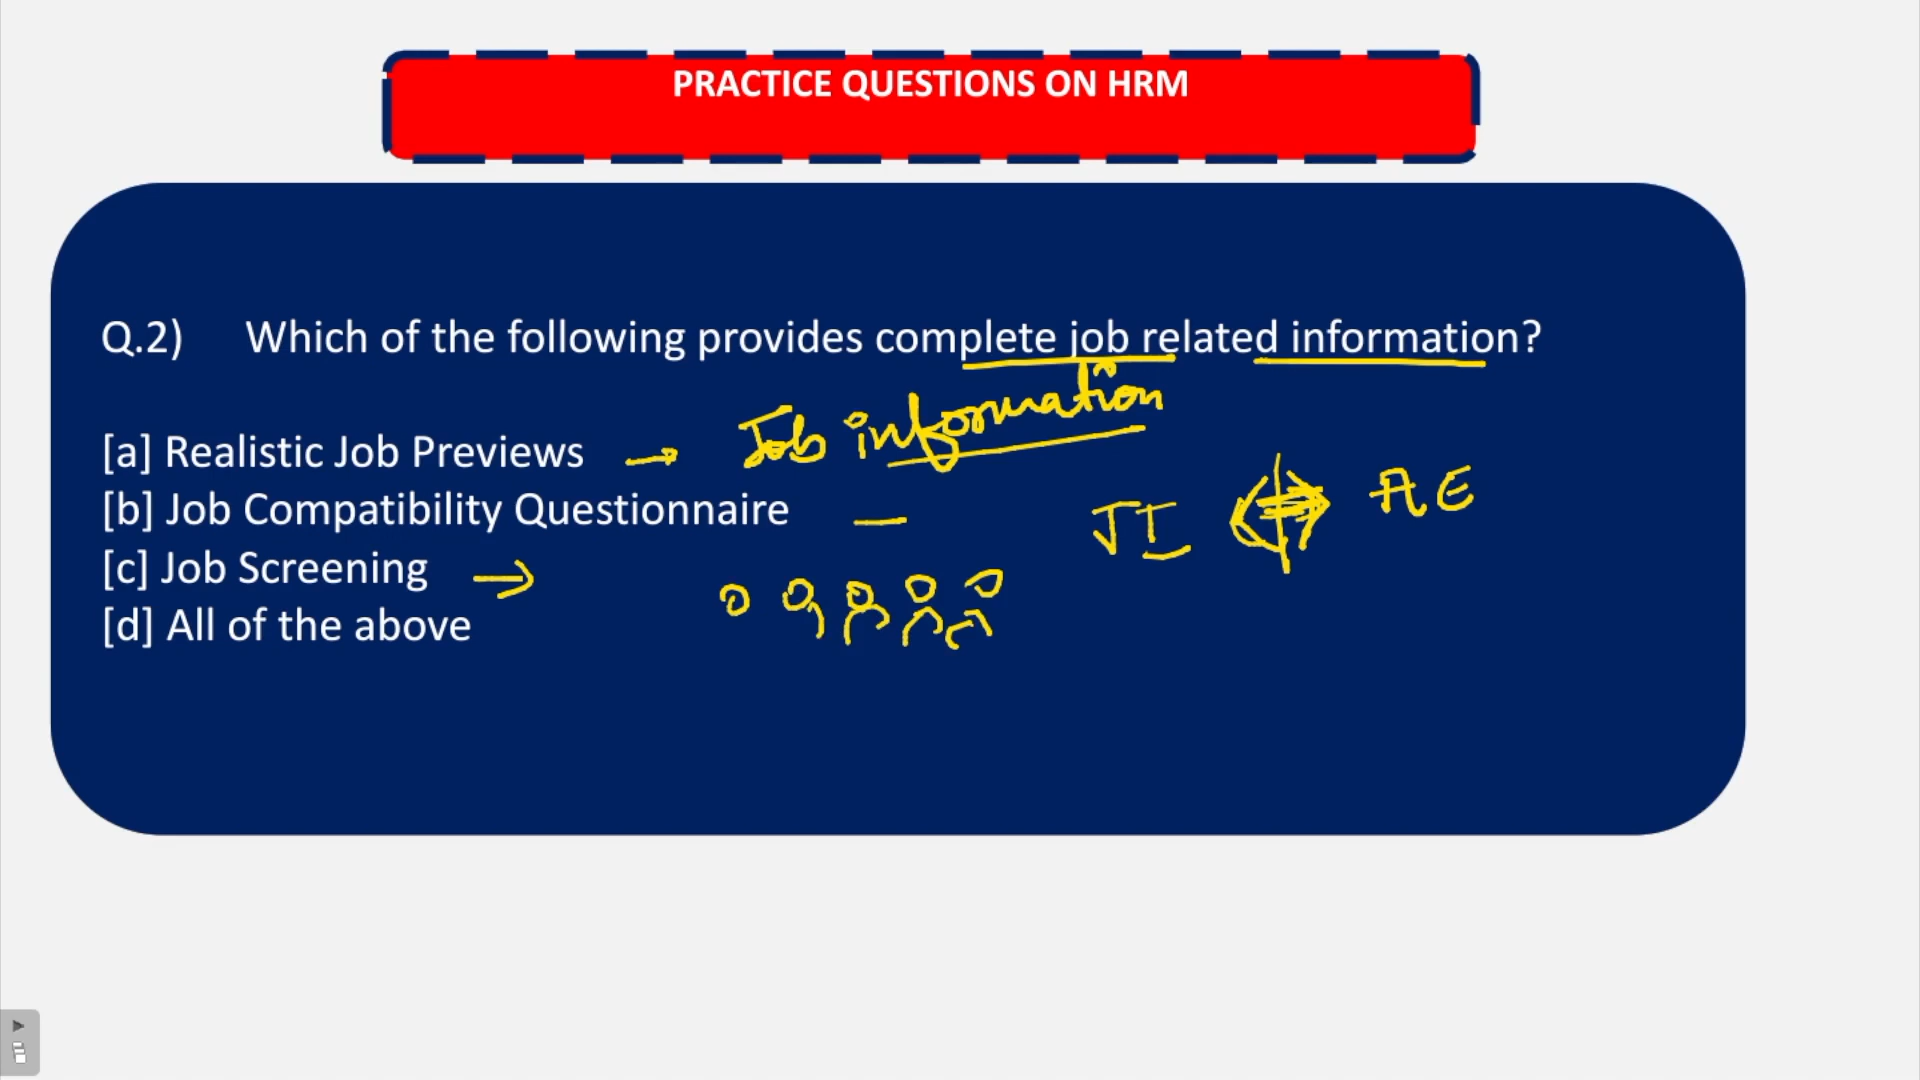 PRACTICE QUESTIONS ON HRM
Q.2) Which of the following provides complete job related information?
[a] Realistic Job Previews → Job information
[b] Job Compatibility Questionnaire — JI AE
[c] Job Screening →
[d] All of the above